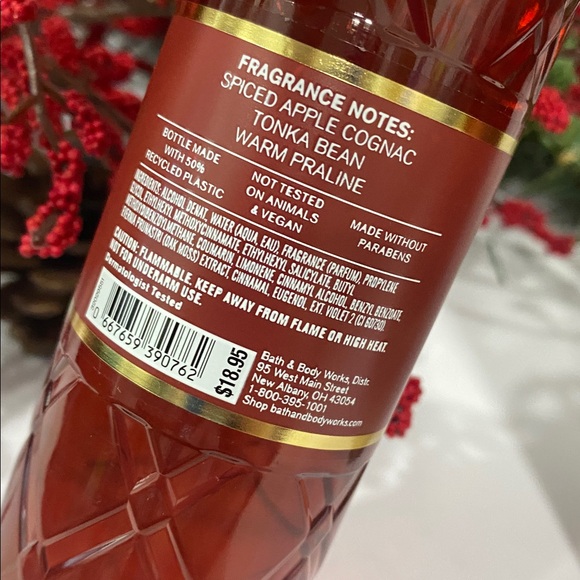 FRAGRANCE NOTES:
SPICED APPLE COGNAC
TONKA BEAN
WARM PRALINE
BOTTLE MADE
WITH 50%
RECYCLED PLASTIC
NOT TESTED
ON ANIMALS
& VEGAN
MADE WITHOUT
PARABENS
INGREDIENTS: ALCOHOL DENAT., WATER (AQUA, EAU), FRAGRANCE (PARFUM), PROPYLENE
GLYCOL, ETHYLHEXYL METHOXYCINNAMATE, ETHYLHEXYL SALICYLATE, BUTYL
METHOXYDIBENZOYLMETHANE, COUMARIN, LIMONENE, CINNAMYL ALCOHOL, BENZYL BENZOATE,
EVERNIA PRUNASTRI (OAK MOSS) EXTRACT, CINNAMAL, EUGENOL, EXT. VIOLET 2 (CI 60730).
CAUTION: FLAMMABLE. KEEP AWAY FROM FLAME OR HIGH HEAT.
NOT FOR UNDERARM USE.
Dermatologist Tested
0 667659 390762
$18.95
Bath & Body Works, Distr.
95 West Main Street
New Albany, OH 43054
1-800-395-1001
Shop bathandbodyworks.com